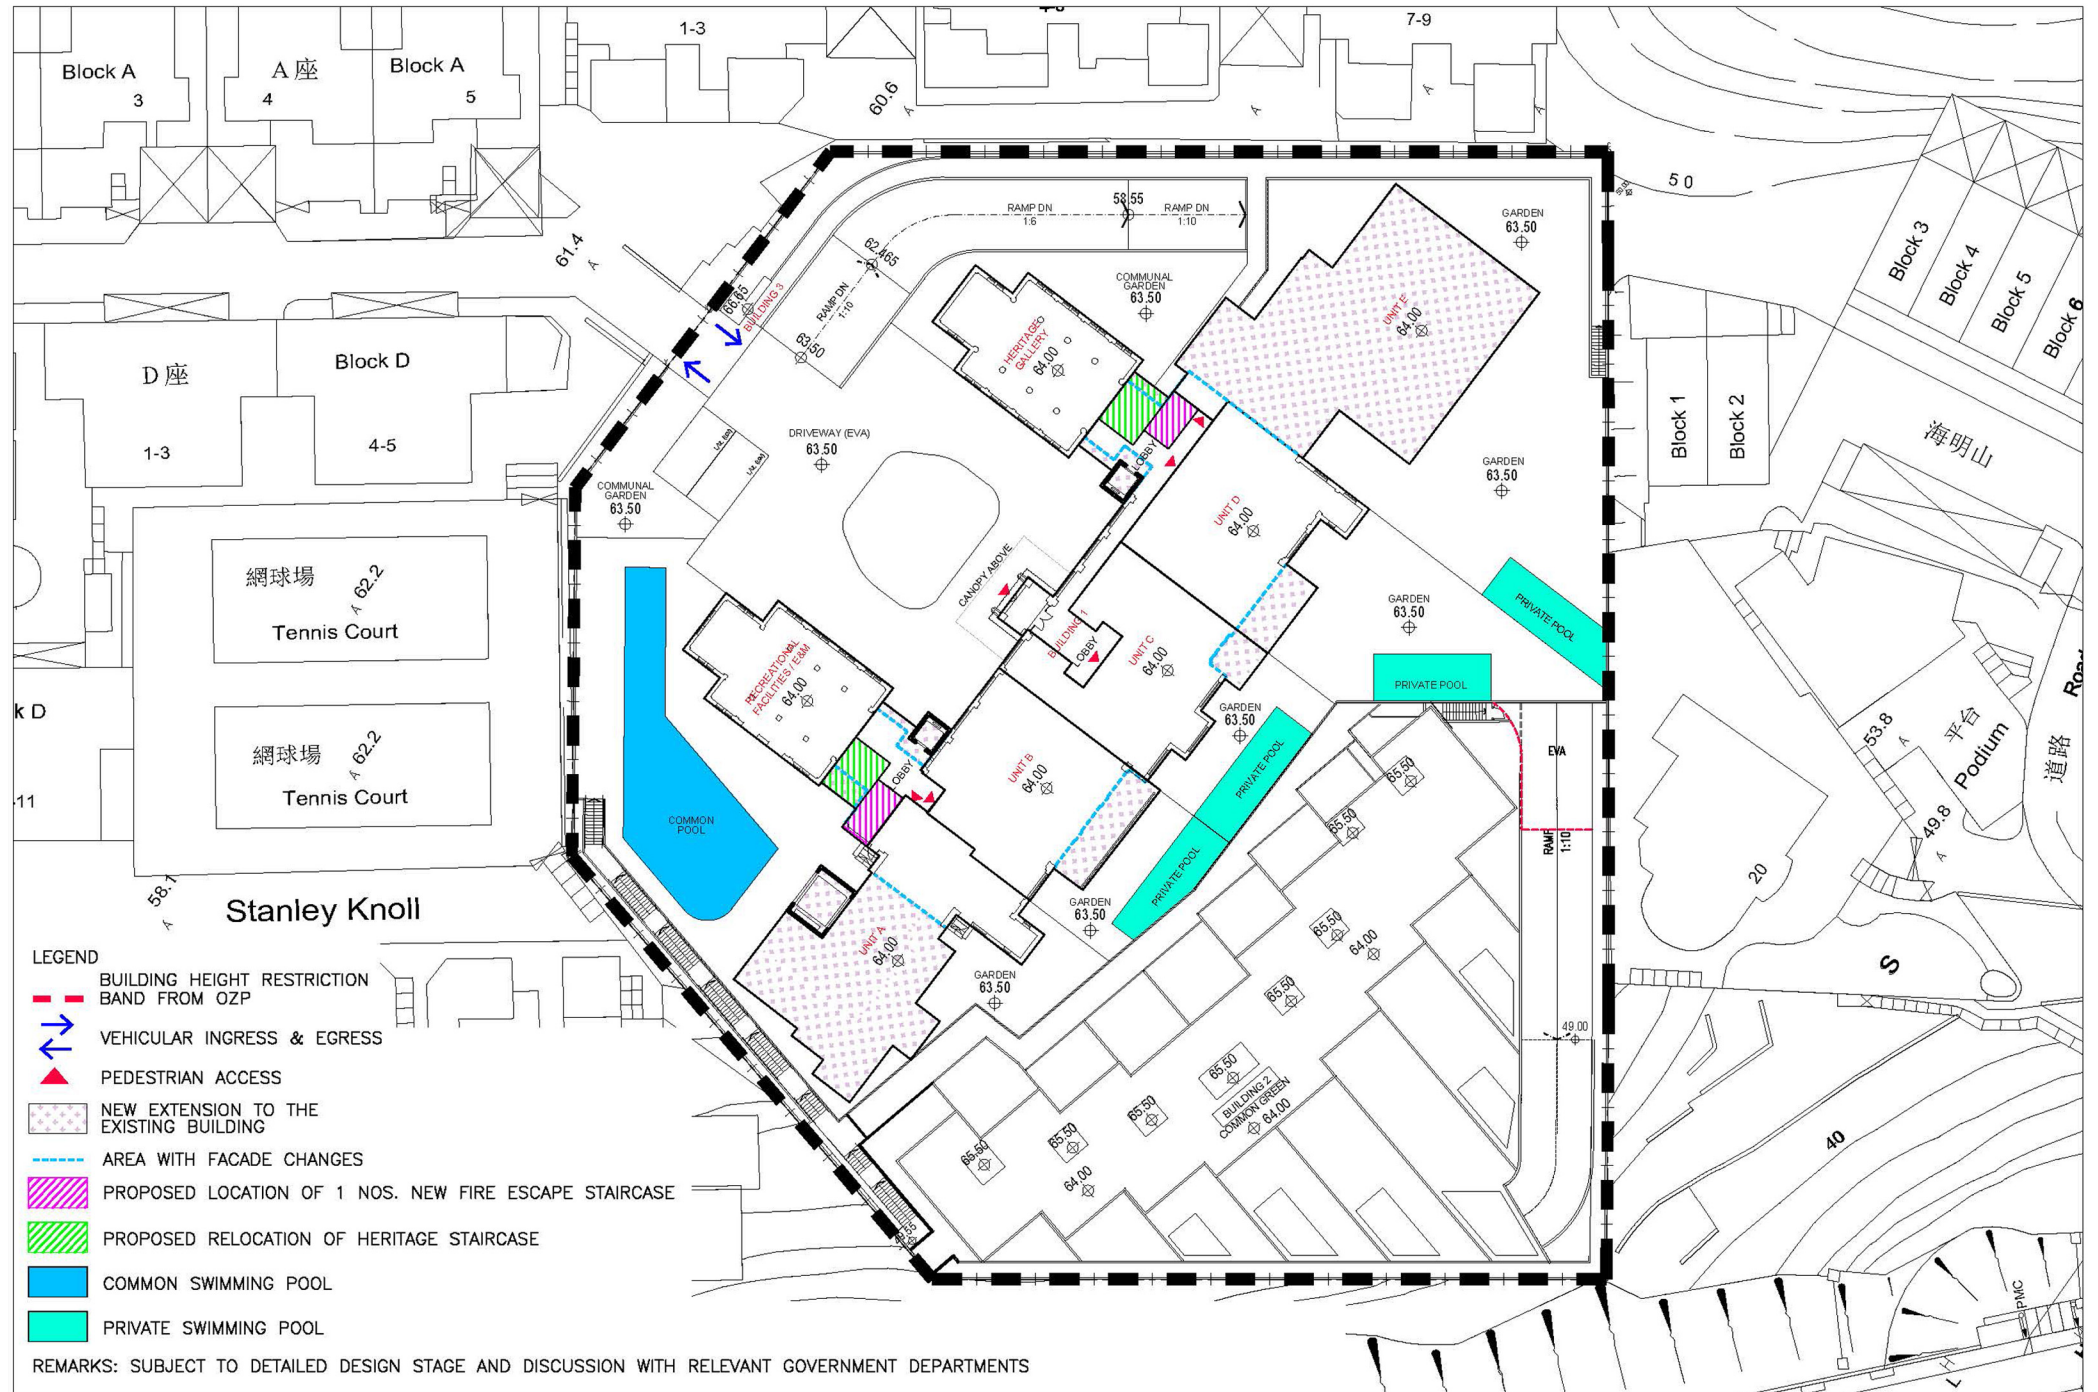 1-3
7-9
Block A
A座
Block A
3
4
5
60.6
50
Block 3
Block 4
Block 5
Block 6
61.4
RAMP DN
1:6
58.55
RAMP DN
1:10
GARDEN
63.50
62.465
66.65
BUILDING 3
RAMP DN
1:10
63.50
COMMUNAL
GARDEN
63.50
UNIT E
64.00
HERITAGE
GALLERY
64.00
D座
Block D
1-3
4-5
DRIVEWAY (EVA)
63.50
LOBBY
Block 1
Block 2
海明山
COMMUNAL
GARDEN
63.50
GARDEN
63.50
UNIT D
64.00
網球場
62.2
Tennis Court
CANOPY ABOVE
BUILDING 1
LOBBY
UNIT C
64.00
GARDEN
63.50
PRIVATE POOL
PRIVATE POOL
RECREATIONAL
FACILITIES / E&M
64.00
k D
網球場
62.2
Tennis Court
-11
COMMON
POOL
OBBY
UNIT B
64.00
GARDEN
63.50
PRIVATE POOL
PRIVATE POOL
65.50
65.50
EVA
RAMP
1:10
53.8
平台
Podium
道路
Road
49.8
20
S
58.1
Stanley Knoll
UNIT A
64.00
GARDEN
63.50
GARDEN
63.50
65.50
64.00
65.50
49.00
65.50
BUILDING 2
COMMON GREEN
64.00
65.50
65.50
65.50
64.00
40
PMC
L H
LEGEND
BUILDING HEIGHT RESTRICTION
BAND FROM OZP
VEHICULAR INGRESS & EGRESS
PEDESTRIAN ACCESS
NEW EXTENSION TO THE
EXISTING BUILDING
AREA WITH FACADE CHANGES
PROPOSED LOCATION OF 1 NOS. NEW FIRE ESCAPE STAIRCASE
PROPOSED RELOCATION OF HERITAGE STAIRCASE
COMMON SWIMMING POOL
PRIVATE SWIMMING POOL
REMARKS: SUBJECT TO DETAILED DESIGN STAGE AND DISCUSSION WITH RELEVANT GOVERNMENT DEPARTMENTS